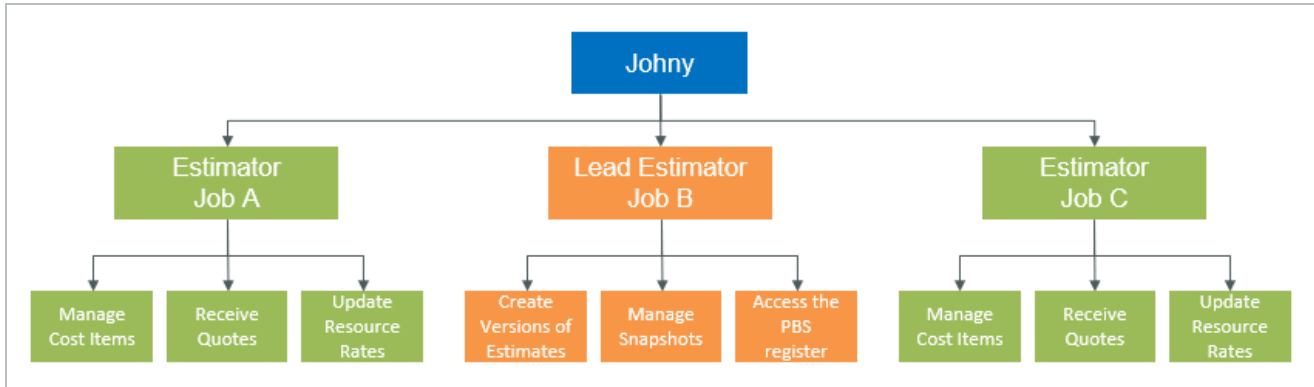 Johny
Estimator
Job A
Lead Estimator
Job B
Estimator
Job C
Manage
Cost Items
Receive
Quotes
Update
Resource
Rates
Create
Versions of
Estimates
Manage
Snapshots
Access the
PBS
register
Manage
Cost Items
Receive
Quotes
Update
Resource
Rates